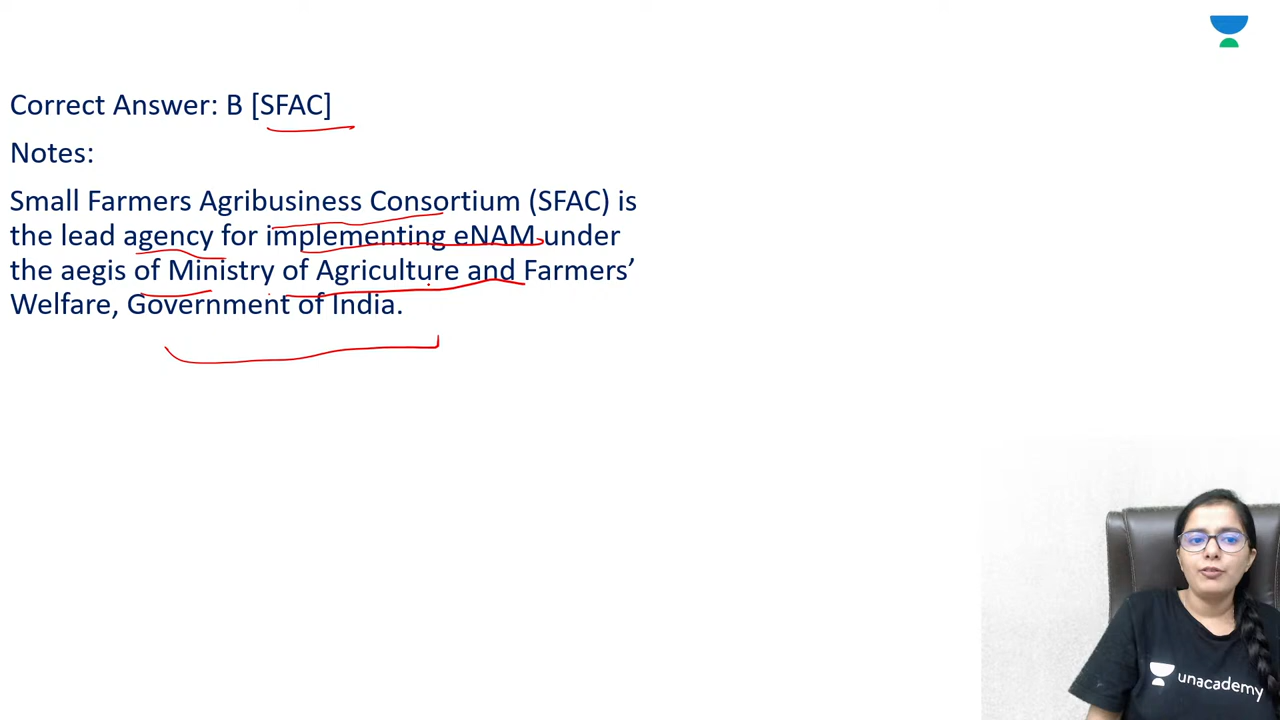 Correct Answer: B [SFAC]
Notes:
Small Farmers Agribusiness Consortium (SFAC) is
the lead agency for implementing eNAM under
the aegis of Ministry of Agriculture and Farmers’
Welfare, Government of India.
unacademy